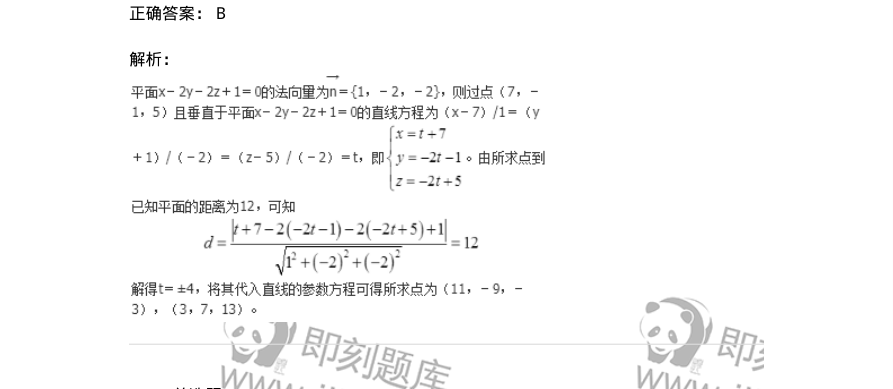 正确答案： B
解析：
平面x－2y－2z＋1＝0的法向量为n→＝{1，－2，－2}，则过点（7，－
1，5）且垂直于平面x－2y－2z＋1＝0的直线方程为（x－7）/1＝（y
＋1）/（－2）＝（z－5）/（－2）＝t，即{x＝t＋7
y＝－2t－1。由所求点到
z＝－2t＋5
已知平面的距离为12，可知
d＝|t＋7－2(－2t－1)－2(－2t＋5)＋1|/√(1²＋(－2)²＋(－2)²)＝12
解得t＝±4，将其代入直线的参数方程可得所求点为（11，－9，－
3），（3，7，13）。
即刻题库
即刻题